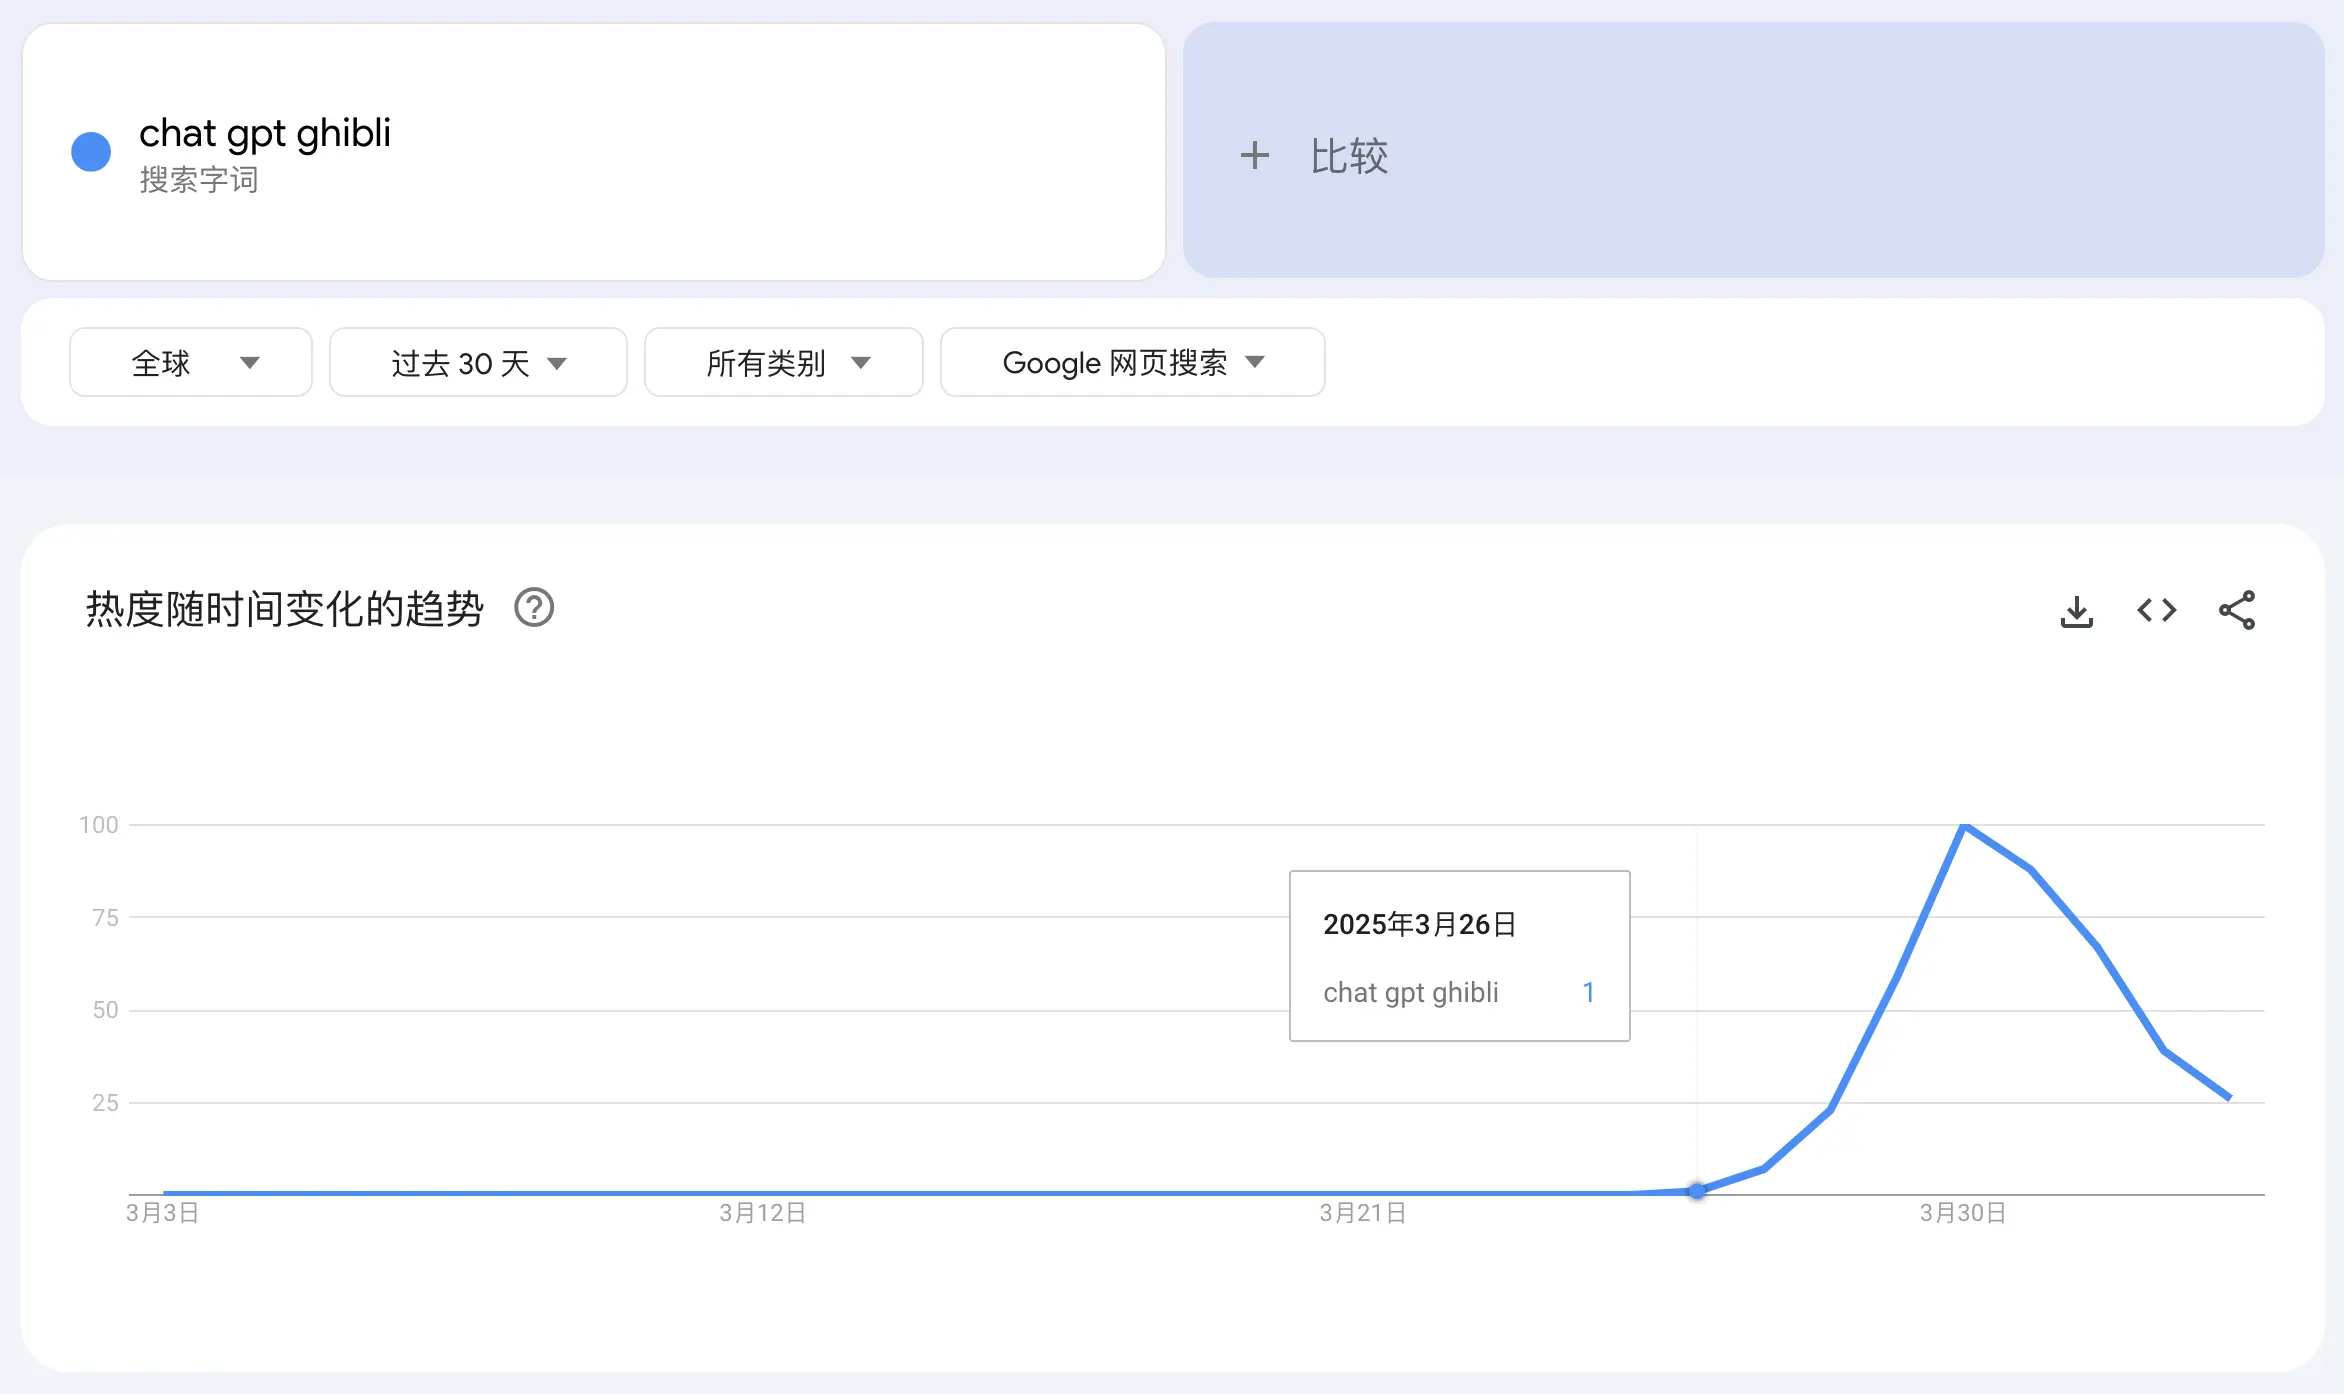 chat gpt ghibli
搜索字词
+ 比较
全球
过去 30 天
所有类别
Google 网页搜索
热度随时间变化的趋势
100
75
50
25
2025年3月26日
chat gpt ghibli 1
3月3日
3月12日
3月21日
3月30日